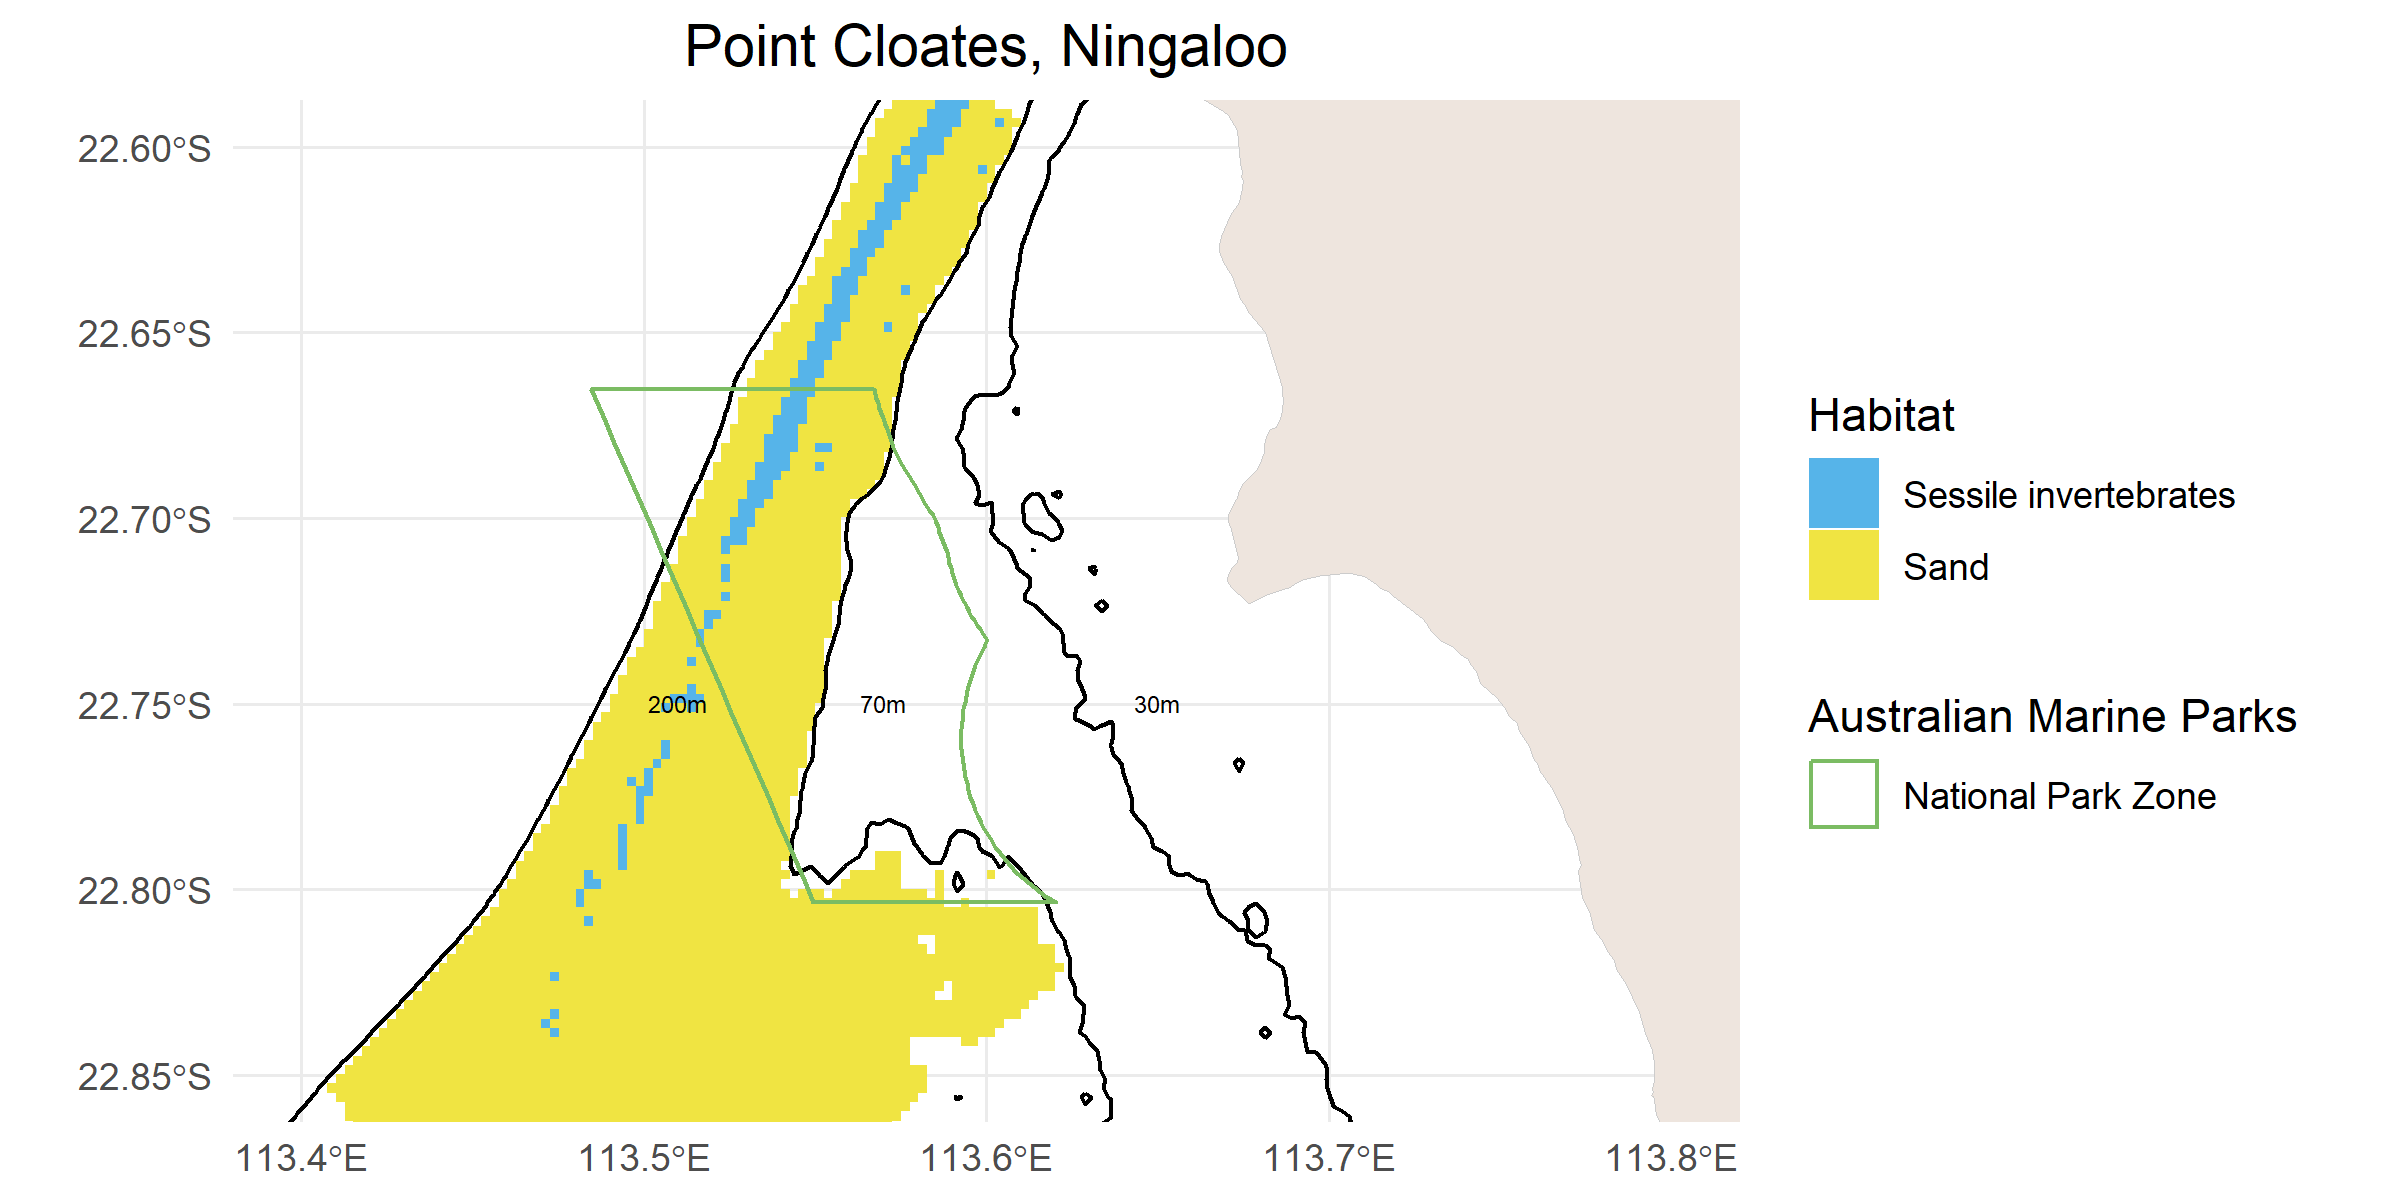 Point Cloates, Ningaloo
22.60°S
22.65°S
22.70°S
22.75°S
22.80°S
22.85°S
200m
70m
30m
113.4°E
113.5°E
113.6°E
113.7°E
113.8°E
Habitat
Sessile invertebrates
Sand
Australian Marine Parks
National Park Zone